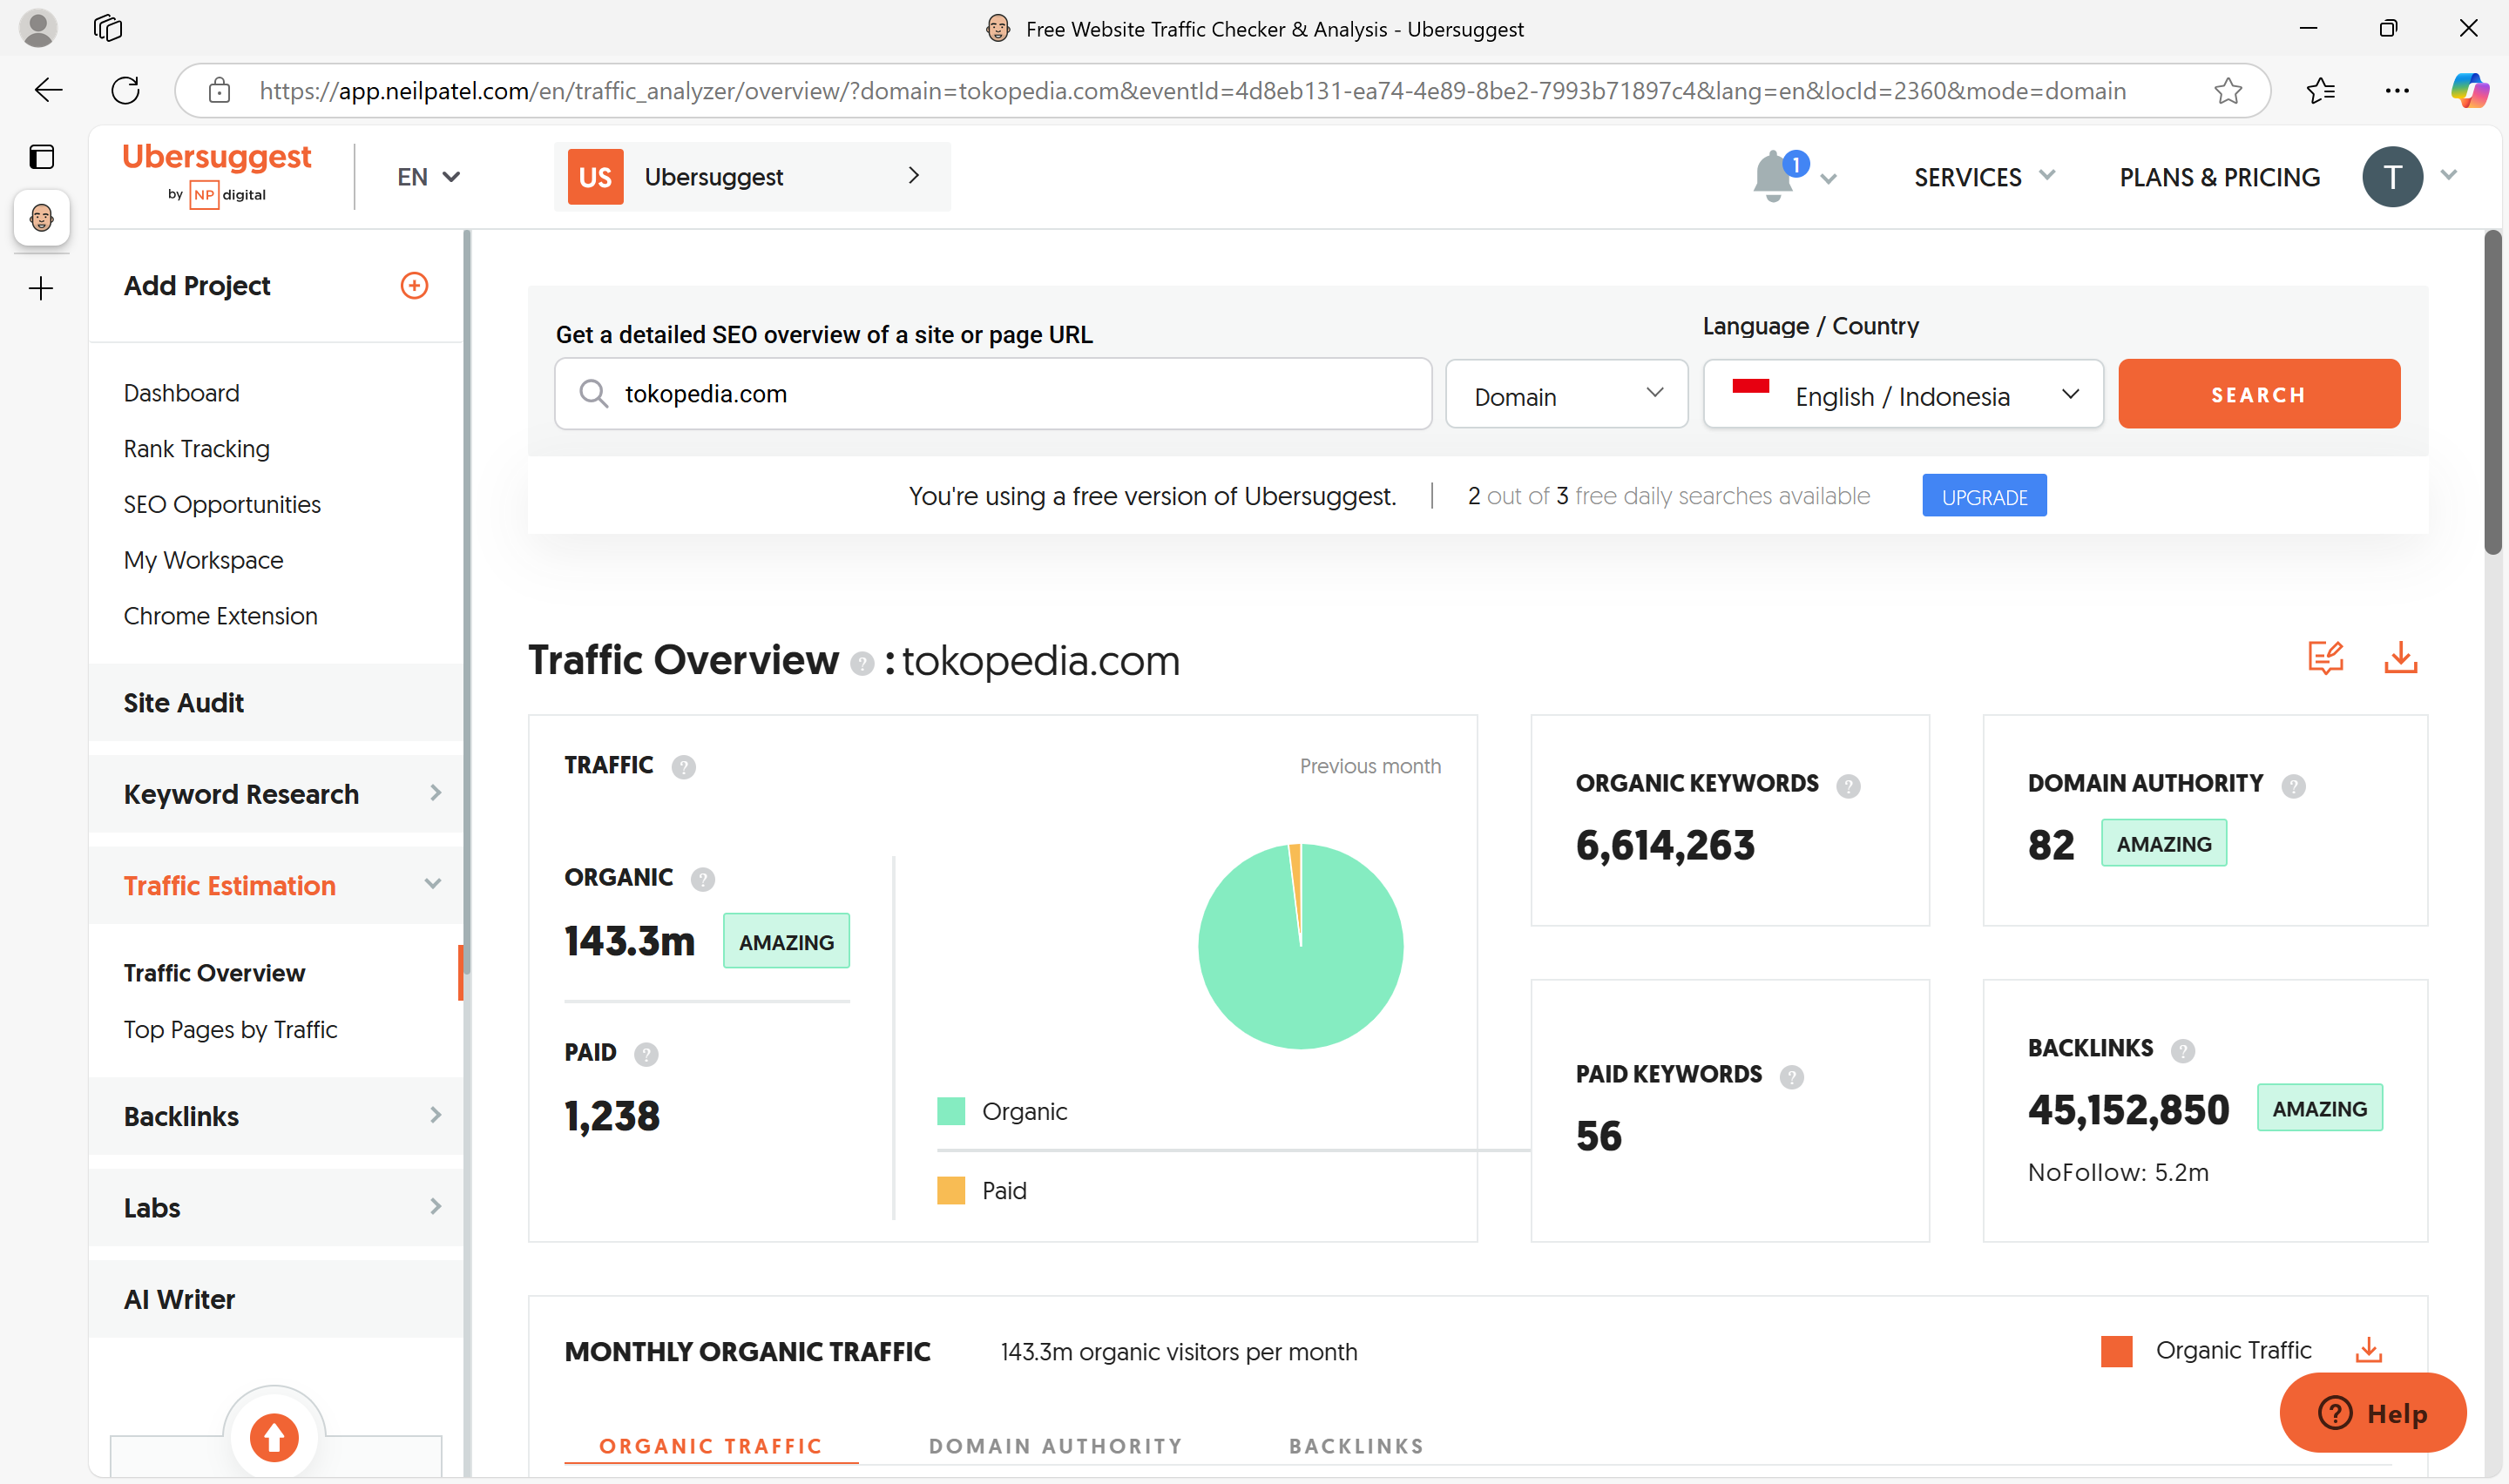 Free Website Traffic Checker & Analysis - Ubersuggest
https://app.neilpatel.com/en/traffic_analyzer/overview/?domain=tokopedia.com&eventId=4d8eb131-ea74-4e89-8be2-7993b71897c4&lang=en&locId=2360&mode=domain
Ubersuggest
by NP digital
EN
US Ubersuggest
1
SERVICES
PLANS & PRICING
T
Add Project
Dashboard
Rank Tracking
SEO Opportunities
My Workspace
Chrome Extension
Site Audit
Keyword Research
Traffic Estimation
Traffic Overview
Top Pages by Traffic
Backlinks
Labs
AI Writer
Get a detailed SEO overview of a site or page URL
Language / Country
tokopedia.com
Domain
English / Indonesia
SEARCH
You're using a free version of Ubersuggest. | 2 out of 3 free daily searches available
UPGRADE
Traffic Overview ? : tokopedia.com
TRAFFIC ?
Previous month
ORGANIC ?
143.3m AMAZING
PAID ?
1,238
Organic
Paid
ORGANIC KEYWORDS ?
6,614,263
DOMAIN AUTHORITY ?
82 AMAZING
PAID KEYWORDS ?
56
BACKLINKS ?
45,152,850 AMAZING
NoFollow: 5.2m
MONTHLY ORGANIC TRAFFIC
143.3m organic visitors per month
Organic Traffic
ORGANIC TRAFFIC
DOMAIN AUTHORITY
BACKLINKS
? Help